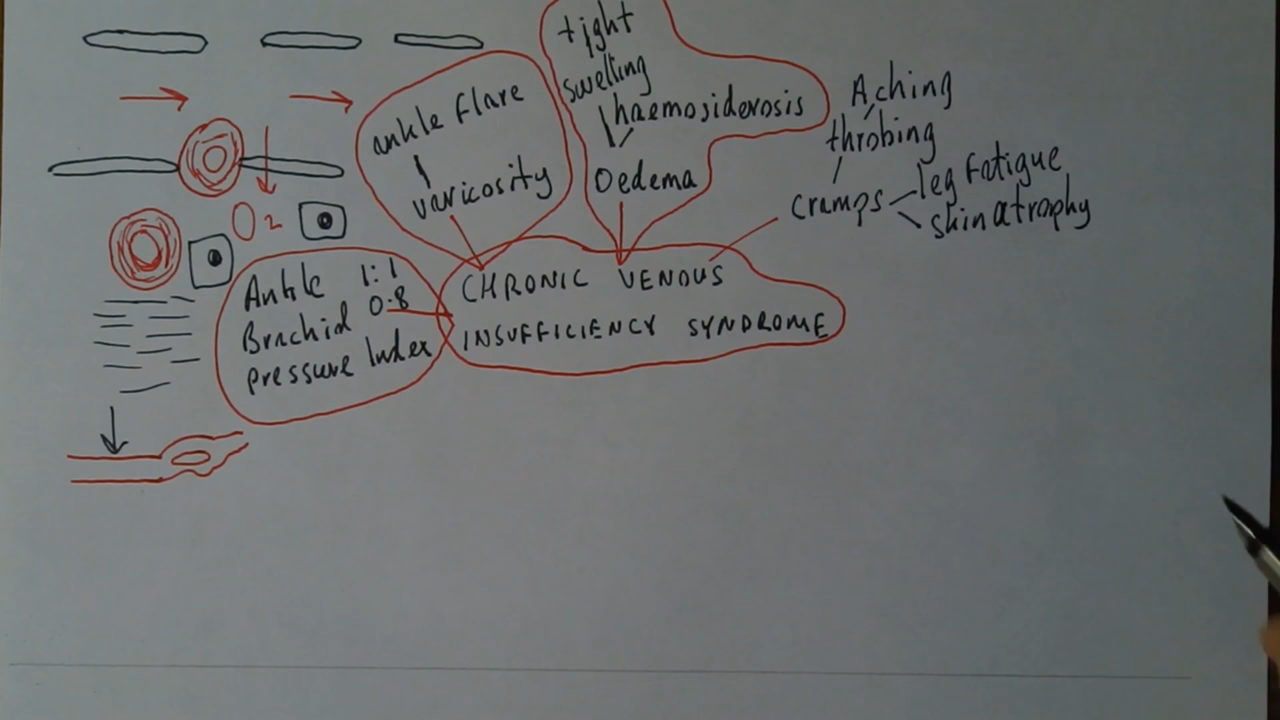 tight
swelling
haemosiderosis
Oedema
ankle flare
varicosity
Aching
throbing
cramps
leg fatigue
skin atrophy
O2
Ankle 1:1
Brachial 0.8
pressure Index
CHRONIC VENOUS
INSUFFICIENCY SYNDROME